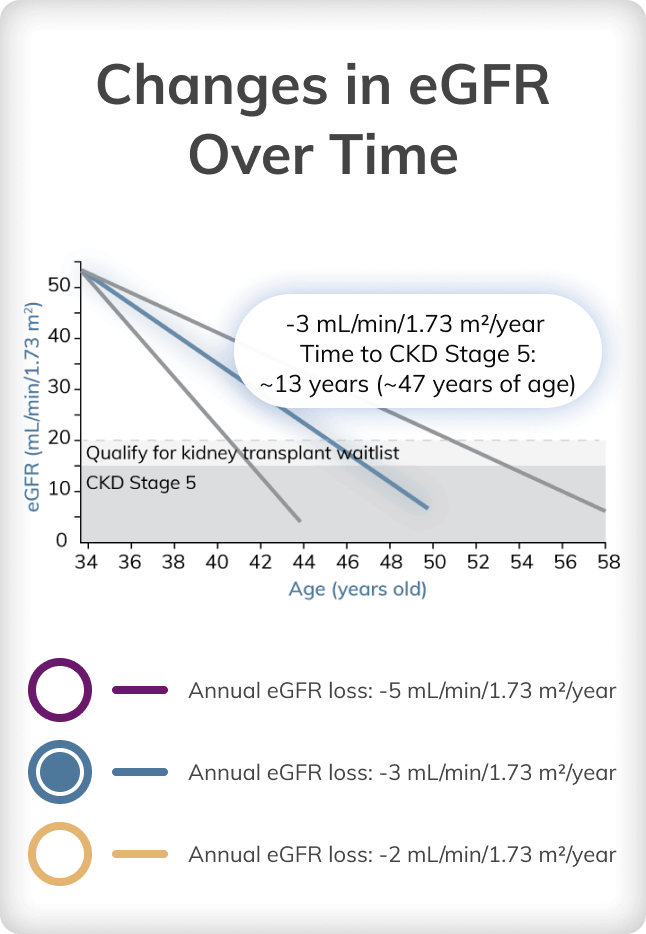 Changes in eGFR
Over Time
eGFR (mL/min/1.73 m²)
50
40
30
20
10
0
-3 mL/min/1.73 m²/year
Time to CKD Stage 5:
~13 years (~47 years of age)
Qualify for kidney transplant waitlist
CKD Stage 5
34 36 38 40 42 44 46 48 50 52 54 56 58
Age (years old)
Annual eGFR loss: -5 mL/min/1.73 m²/year
Annual eGFR loss: -3 mL/min/1.73 m²/year
Annual eGFR loss: -2 mL/min/1.73 m²/year